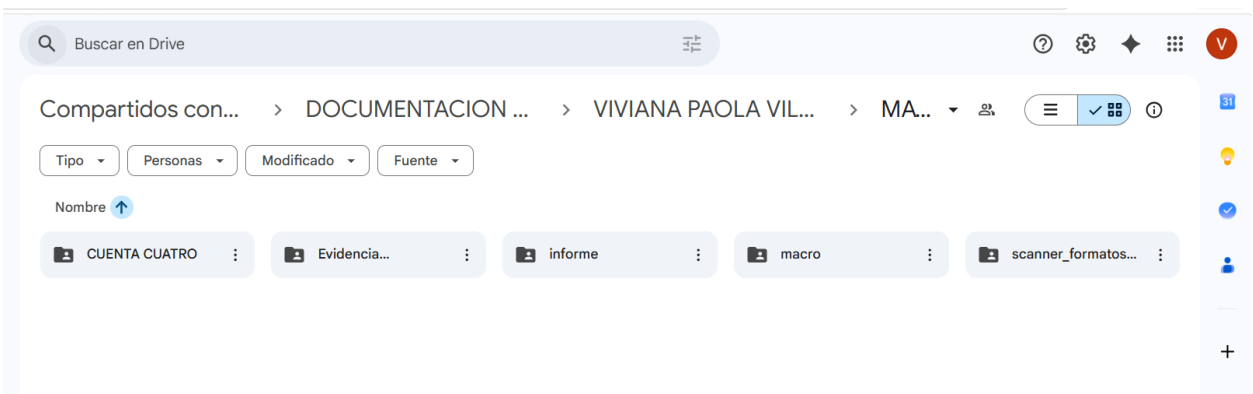 Buscar en Drive
V
Compartidos con... > DOCUMENTACION ... > VIVIANA PAOLA VIL... > MA...
31
Tipo Personas Modificado Fuente
Nombre
CUENTA CUATRO Evidencia... informe macro scanner_formatos...